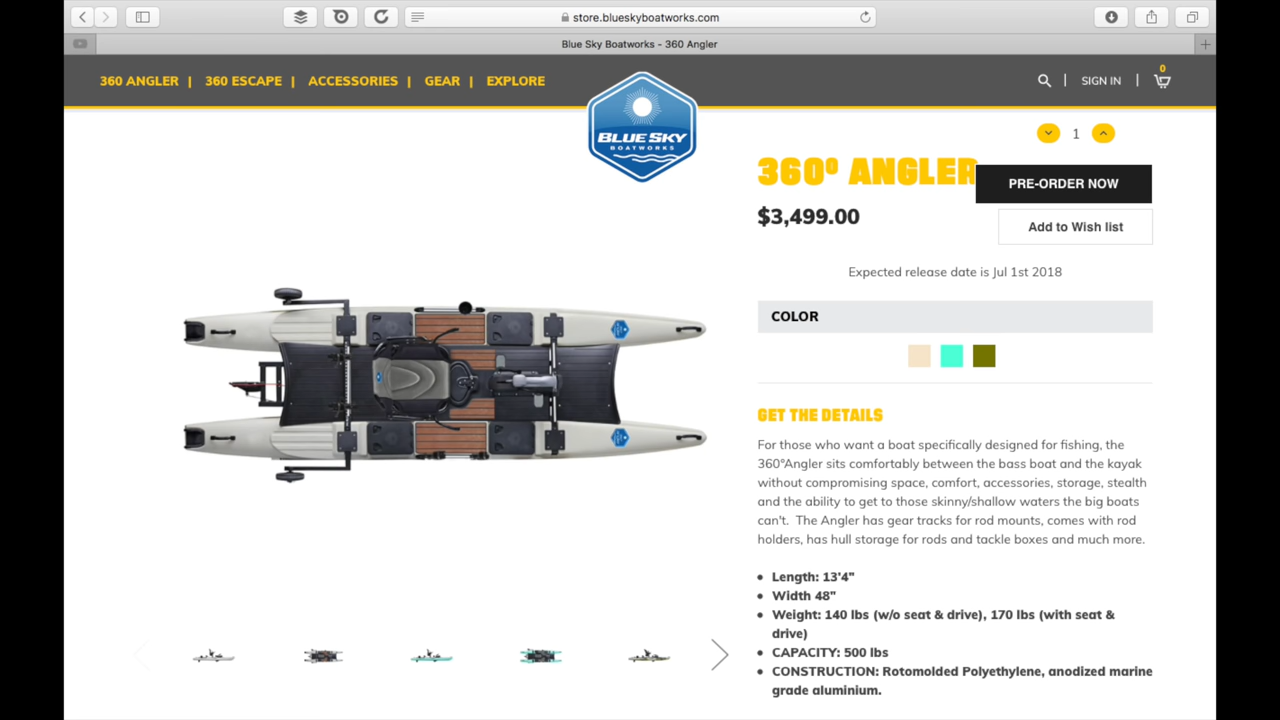 store.blueskyboatworks.com
Blue Sky Boatworks - 360 Angler
360 ANGLER | 360 ESCAPE | ACCESSORIES | GEAR | EXPLORE
SIGN IN
0
BLUE SKY
BOATWORKS
1
360° ANGLER
PRE-ORDER NOW
$3,499.00
Add to Wish list
Expected release date is Jul 1st 2018
COLOR
GET THE DETAILS
For those who want a boat specifically designed for fishing, the
360°Angler sits comfortably between the bass boat and the kayak
without compromising space, comfort, accessories, storage, stealth
and the ability to get to those skinny/shallow waters the big boats
can't. The Angler has gear tracks for rod mounts, comes with rod
holders, has hull storage for rods and tackle boxes and much more.
• Length: 13'4"
• Width 48"
• Weight: 140 lbs (w/o seat & drive), 170 lbs (with seat &
drive)
• CAPACITY: 500 lbs
• CONSTRUCTION: Rotomolded Polyethylene, anodized marine
grade aluminium.